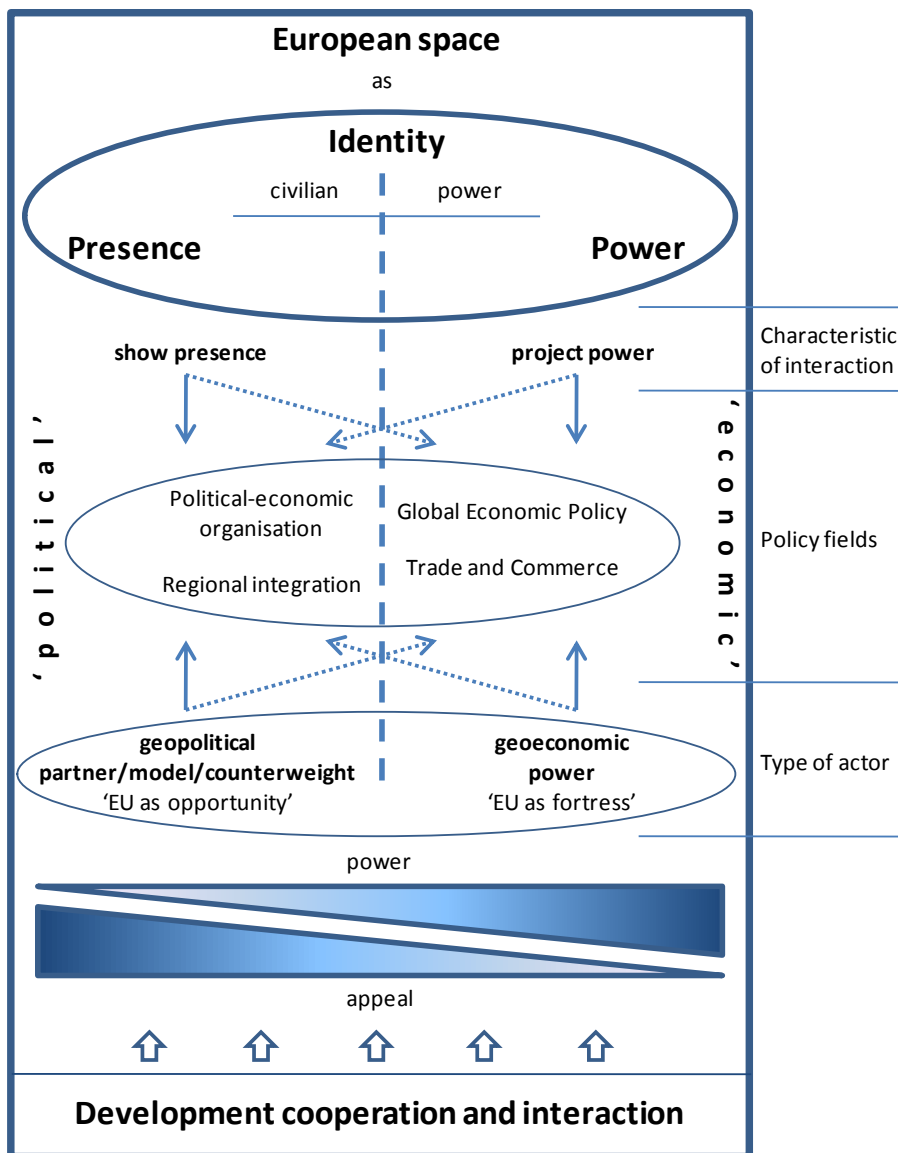 European space
as
Identity
civilian power
Presence Power
show presence project power
Characteristic
of interaction
'political'
'economic'
Political-economic
organisation
Global Economic Policy
Regional integration
Trade and Commerce
Policy fields
geopolitical
partner/model/counterweight
'EU as opportunity'
geoeconomic
power
'EU as fortress'
Type of actor
power
appeal
Development cooperation and interaction